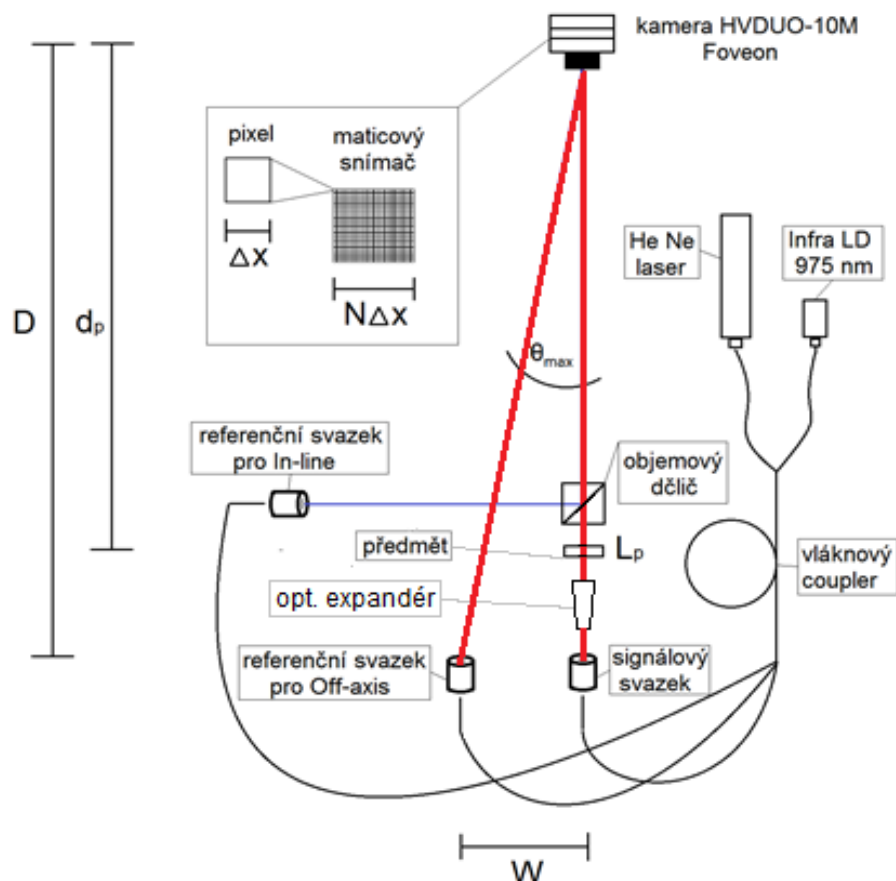 kamera HVDUO-10M
Foveon
pixel
maticový
snímač
Δx
NΔx
He Ne
laser
Infra LD
975 nm
D
dₚ
θmax
referenční svazek
pro In-line
objemový
dčlič
předmět
Lₚ
vláknový
coupler
opt. expandér
referenční svazek
pro Off-axis
signálový
svazek
W